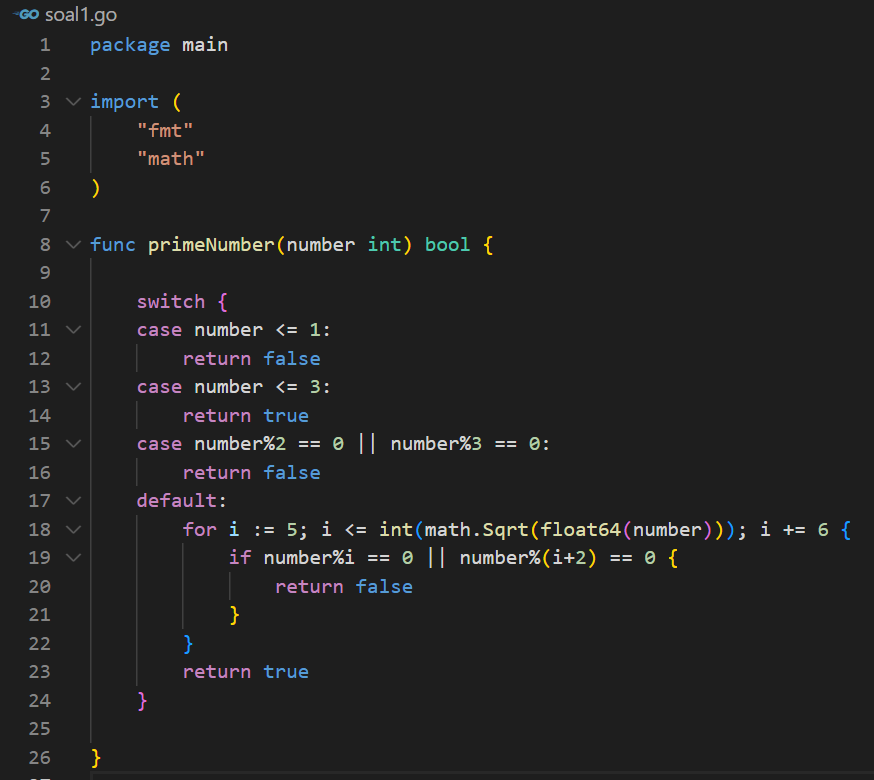 GO soal1.go
1 package main
2
3 import (
4     "fmt"
5     "math"
6 )
7
8 func primeNumber(number int) bool {
9
10     switch {
11     case number <= 1:
12         return false
13     case number <= 3:
14         return true
15     case number%2 == 0 || number%3 == 0:
16         return false
17     default:
18         for i := 5; i <= int(math.Sqrt(float64(number))); i += 6 {
19             if number%i == 0 || number%(i+2) == 0 {
20                 return false
21             }
22         }
23         return true
24     }
25
26 }